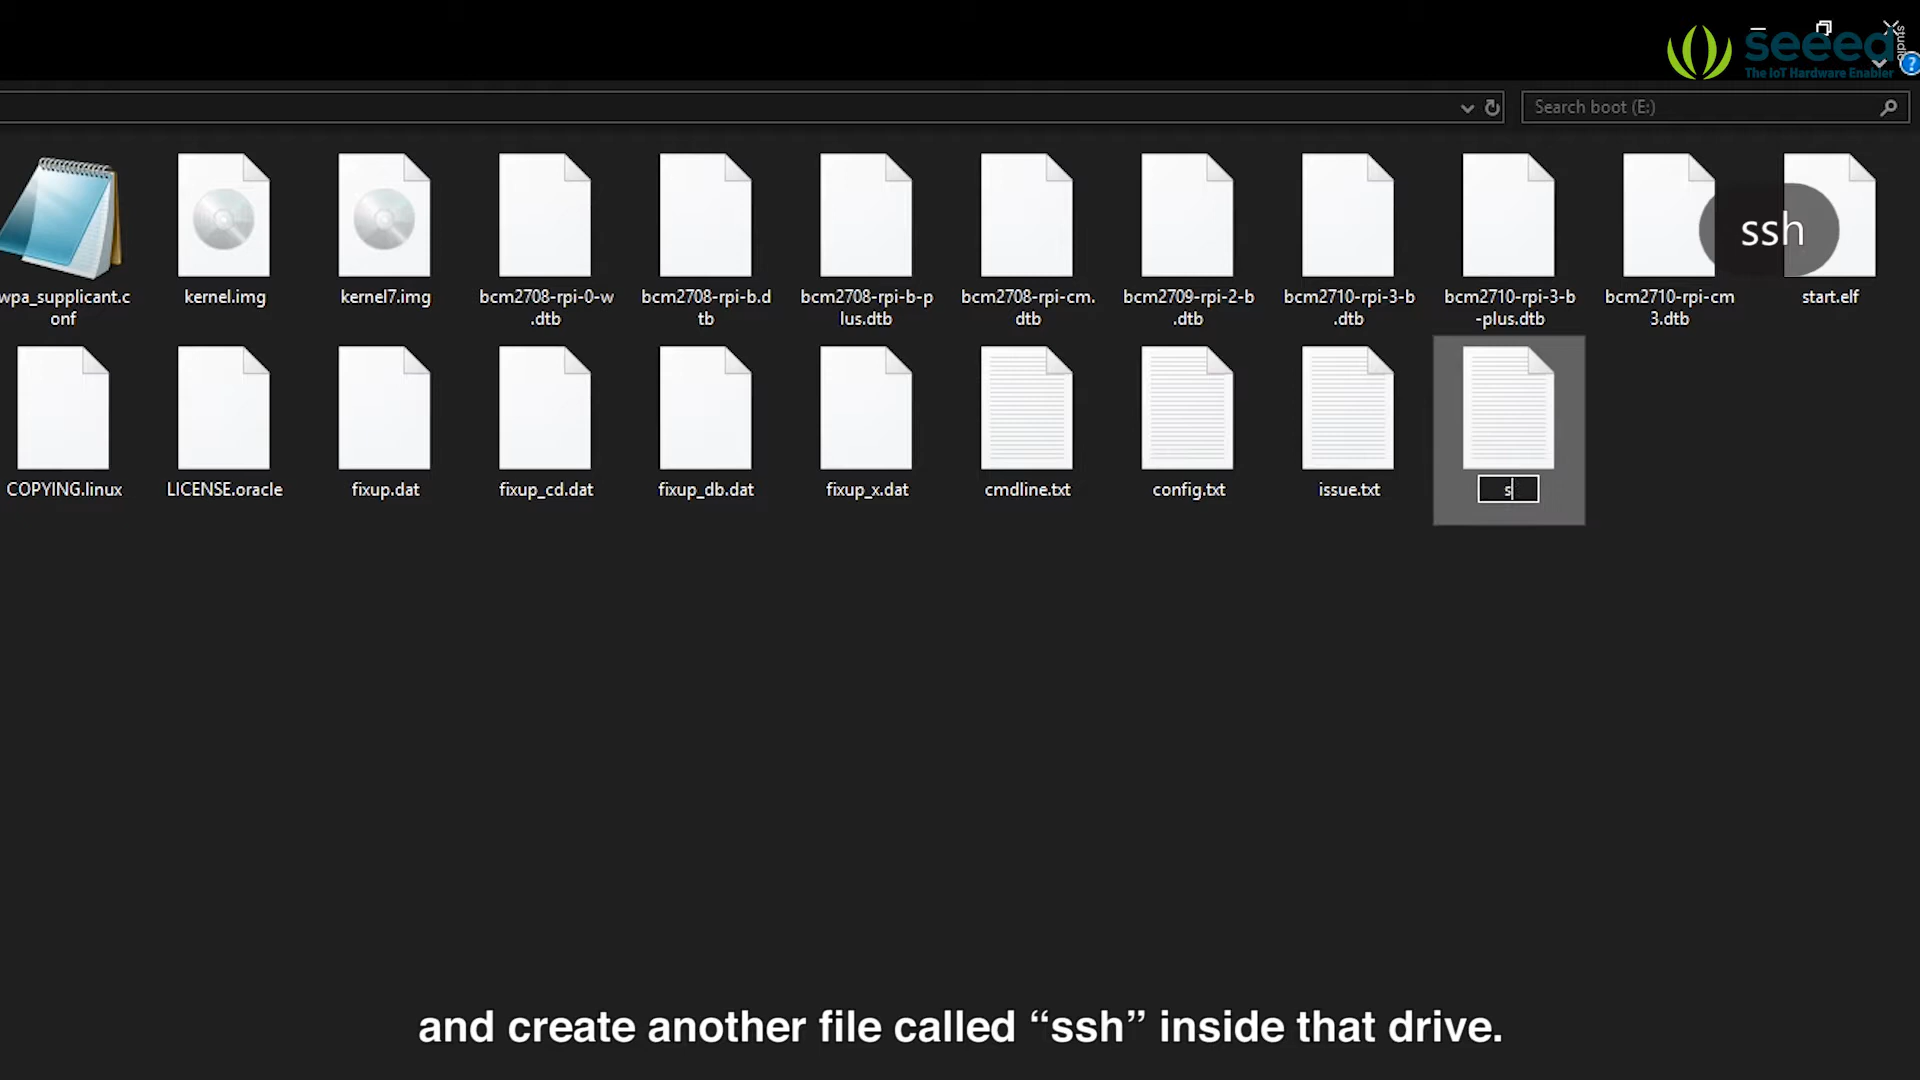 seeed
studio
The IoT Hardware Enabler
?
Search boot (E:)
ssh
wpa_supplicant.c
onf
kernel.img
kernel7.img
bcm2708-rpi-0-w
.dtb
bcm2708-rpi-b.d
tb
bcm2708-rpi-b-p
lus.dtb
bcm2708-rpi-cm.
dtb
bcm2709-rpi-2-b
.dtb
bcm2710-rpi-3-b
.dtb
bcm2710-rpi-3-b
-plus.dtb
bcm2710-rpi-cm
3.dtb
start.elf
COPYING.linux
LICENSE.oracle
fixup.dat
fixup_cd.dat
fixup_db.dat
fixup_x.dat
cmdline.txt
config.txt
issue.txt
s
and create another file called “ssh” inside that drive.